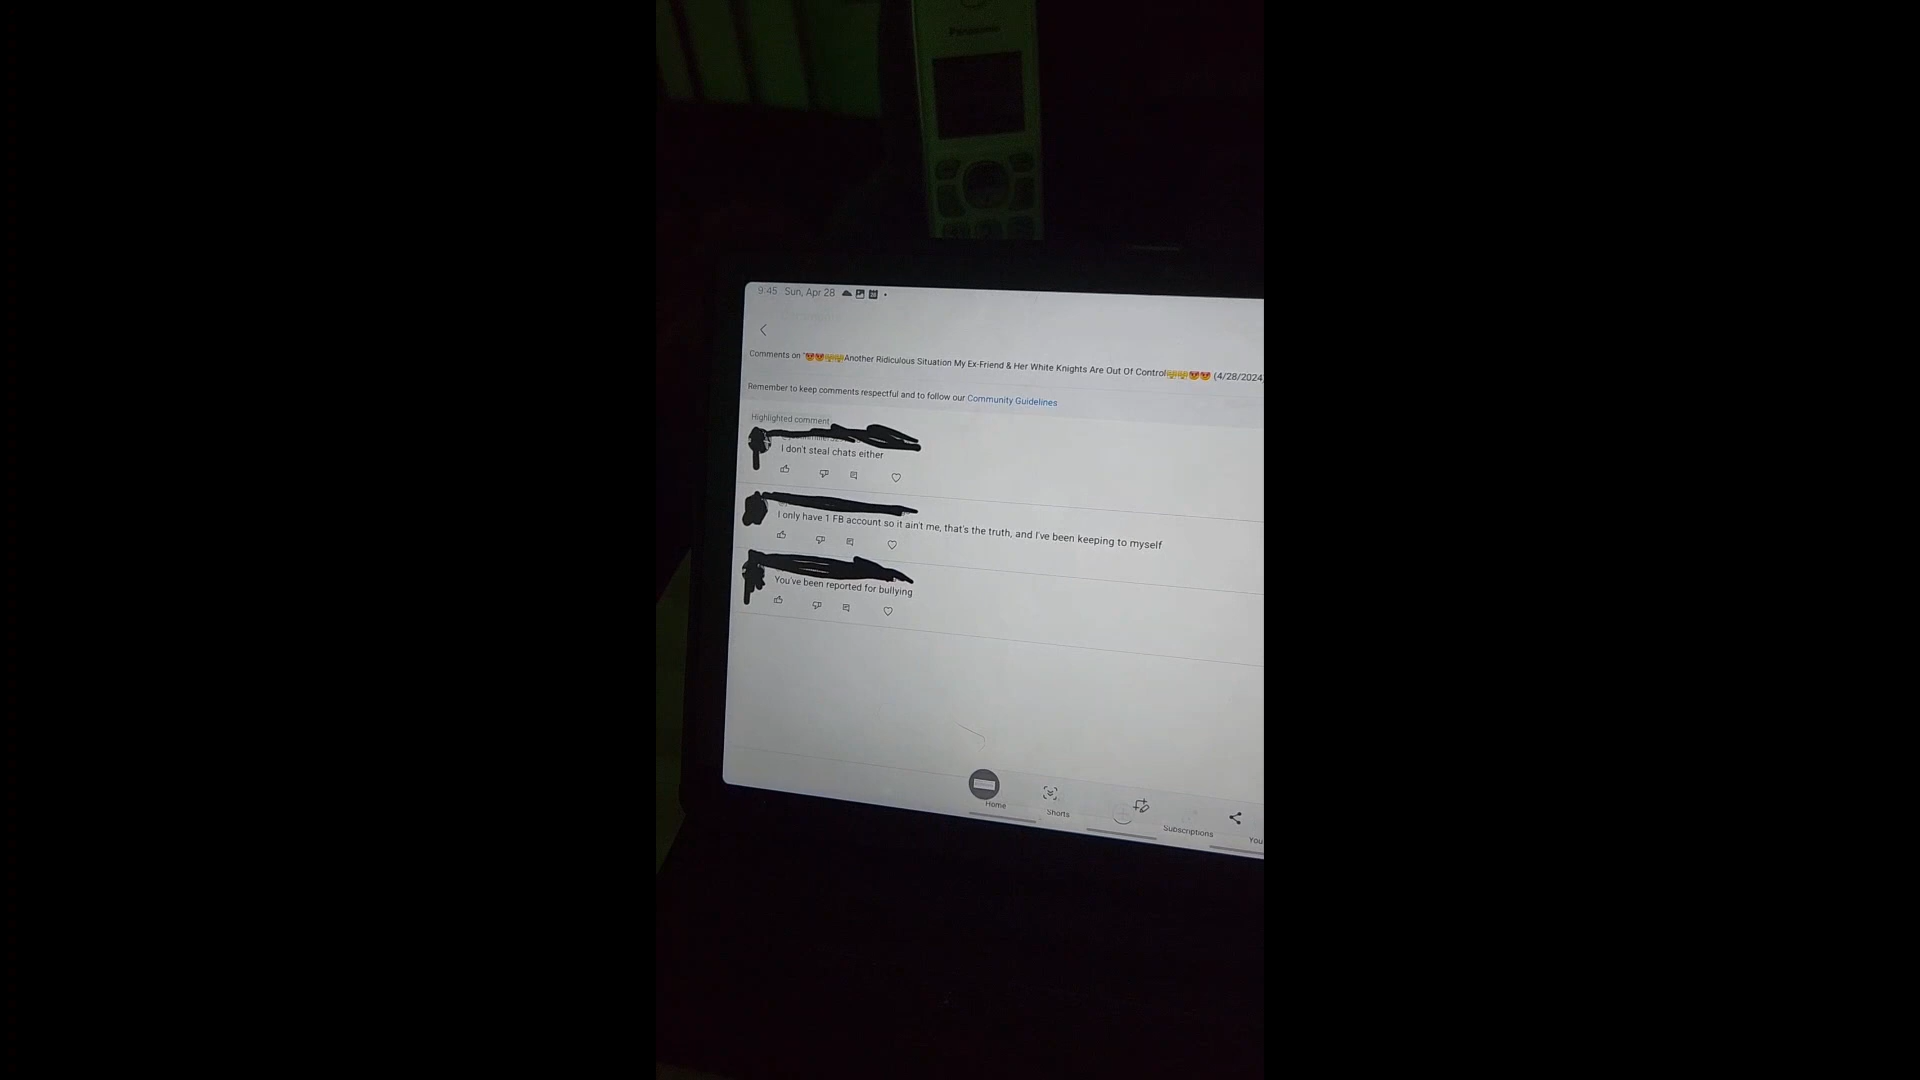 Panasonic
9:45 Sun, Apr 28
Comments on "😡😡😤😤Another Ridiculous Situation My Ex-Friend & Her White Knights Are Out Of Control😤😤😡😡 (4/28/2024
Remember to keep comments respectful and to follow our Community Guidelines
Highlighted comment
I don't steal chats either
I only have 1 FB account so it ain't me, that's the truth, and I've been keeping to myself
You've been reported for bullying
Home
Shorts
Subscriptions
You